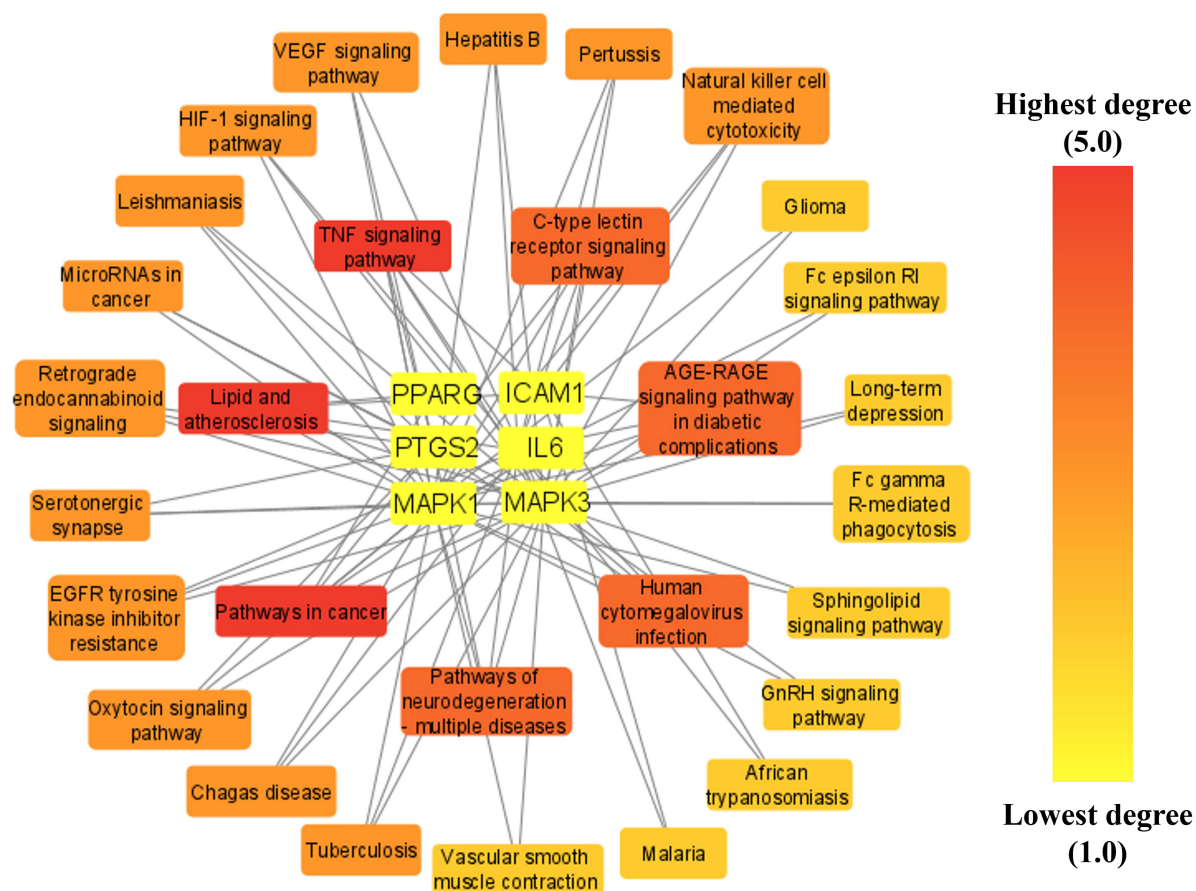 Hepatitis B
VEGF signaling
pathway
Pertussis
Natural killer cell
mediated
cytotoxicity
HIF-1 signaling
pathway
Leishmaniasis
Glioma
TNF signaling
pathway
C-type lectin
receptor signaling
pathway
MicroRNAs in
cancer
Fc epsilon RI
signaling pathway
Retrograde
endocannabinoid
signaling
Lipid and
atherosclerosis
PPARG
ICAM1
AGE-RAGE
signaling pathway
in diabetic
complications
Long-term
depression
PTGS2
IL6
MAPK1
MAPK3
Serotonergic
synapse
Fc gamma
R-mediated
phagocytosis
EGFR tyrosine
kinase inhibitor
resistance
Pathways in cancer
Human
cytomegalovirus
infection
Sphingolipid
signaling pathway
Oxytocin signaling
pathway
Pathways of
neurodegeneration
- multiple diseases
GnRH signaling
pathway
Chagas disease
African
trypanosomiasis
Tuberculosis
Vascular smooth
muscle contraction
Malaria
Highest degree
(5.0)
Lowest degree
(1.0)